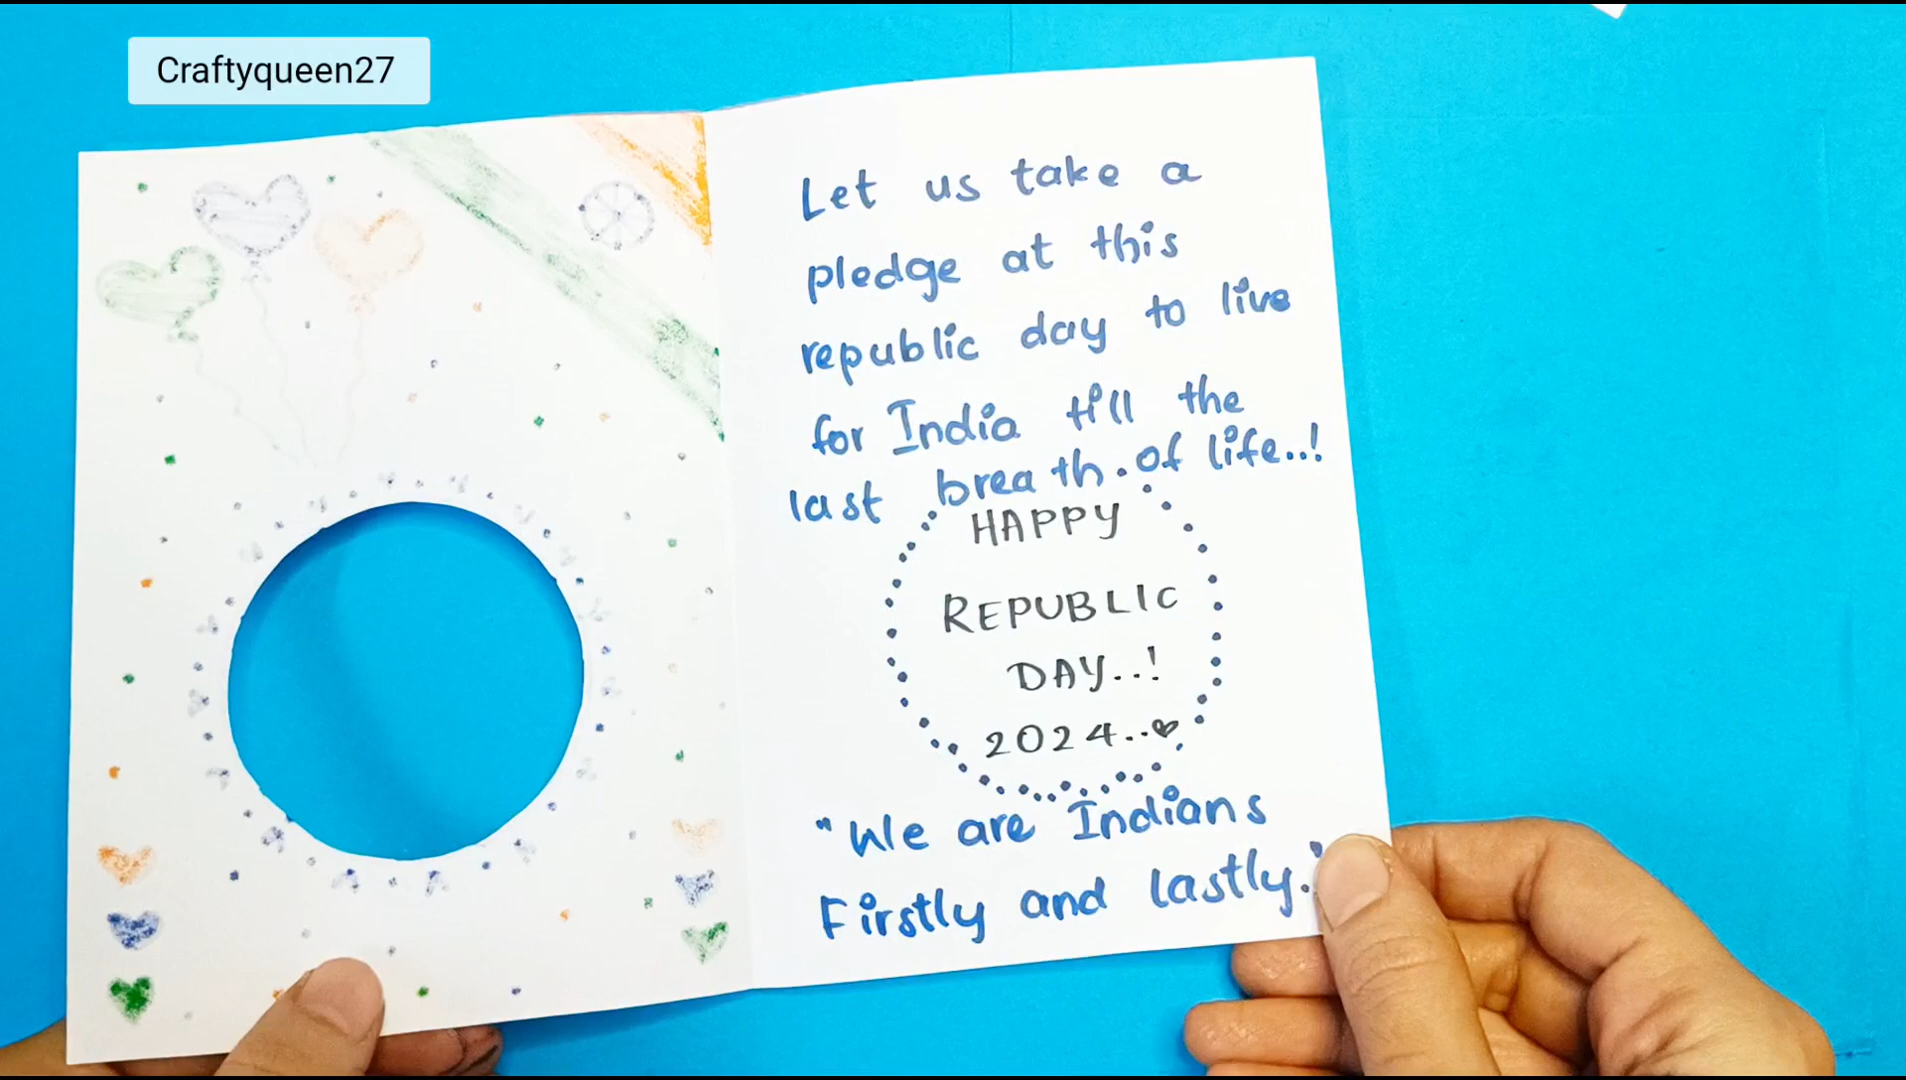 Craftyqueen27
Let us take a
pledge at this
republic day to live
for India till the
last breath.of life..!
HAPPY
REPUBLIC
DAY..!
2024..❤
"We are Indians
Firstly and lastly."